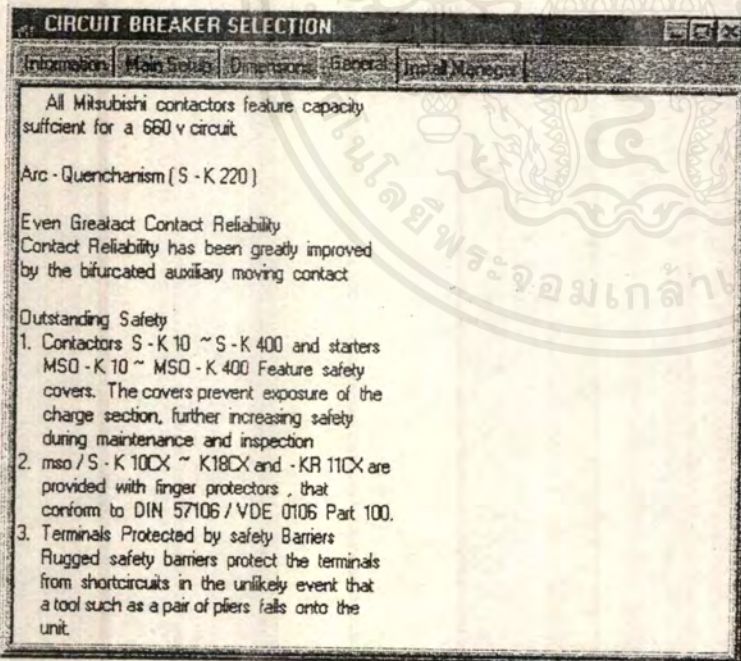 CIRCUIT BREAKER SELECTION
Information Main Setup Dimensions General Install Manager
All Mitsubishi contactors feature capacity
suffcient for a 660 v circuit.
Arc - Quenchanism ( S - K 220 )
Even Greatact Contact Reliability
Contact Reliability has been greatly improved
by the bifurcated auxiliary moving contact
Outstanding Safety
1. Contactors S - K 10 ~ S - K 400 and starters
MSO - K 10 ~ MSO - K 400 Feature safety
covers. The covers prevent exposure of the
charge section, further increasing safety
during maintenance and inspection
2. mso / S - K 10CX ~ K18CX and - KR 11CX are
provided with finger protectors , that
conform to DIN 57106 / VDE 0106 Part 100.
3. Terminals Protected by safety Barriers
Rugged safety barriers protect the terminals
from shortcircuits in the unlikely event that
a tool such as a pair of pliers falls onto the
unit.